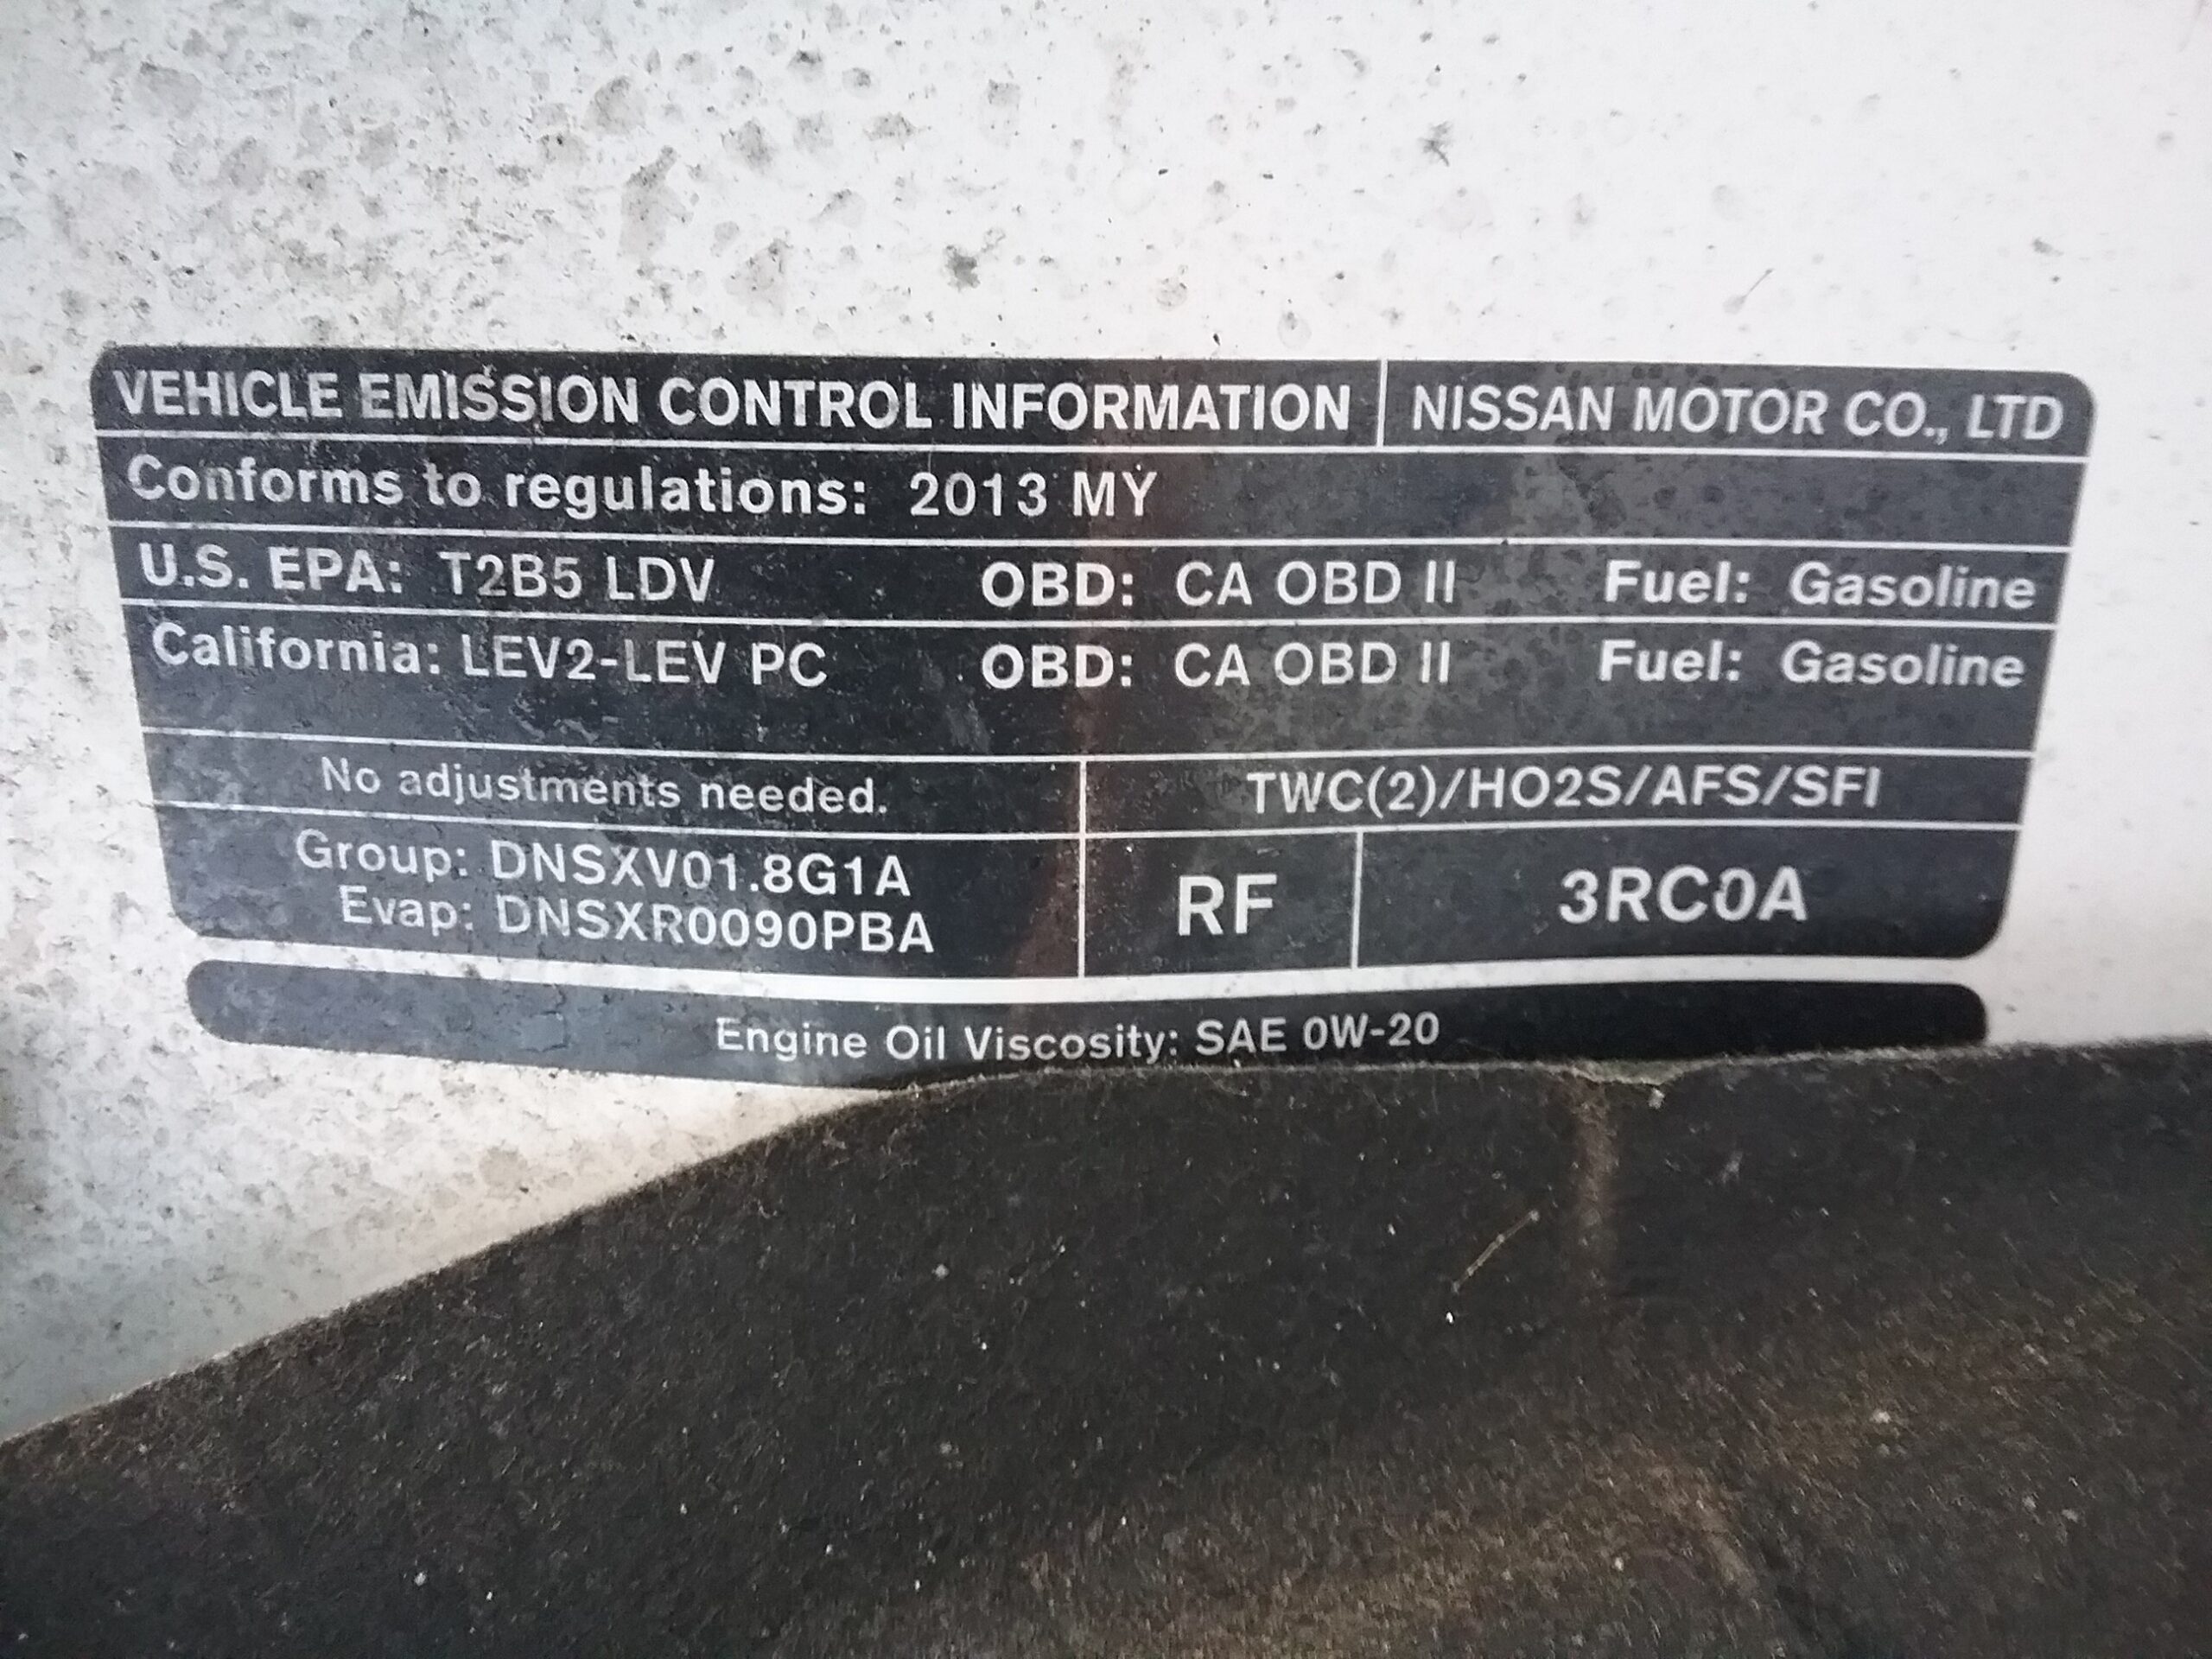 VEHICLE EMISSION CONTROL INFORMATION NISSAN MOTOR CO., LTD
Conforms to regulations: 2013 MY
U.S. EPA: T2B5 LDV OBD: CA OBD II Fuel: Gasoline
California: LEV2-LEV PC OBD: CA OBD II Fuel: Gasoline
No adjustments needed. TWC(2)/HO2S/AFS/SFI
Group: DNSXV01.8G1A
Evap: DNSXR0090PBA
RF 3RC0A
Engine Oil Viscosity: SAE 0W-20